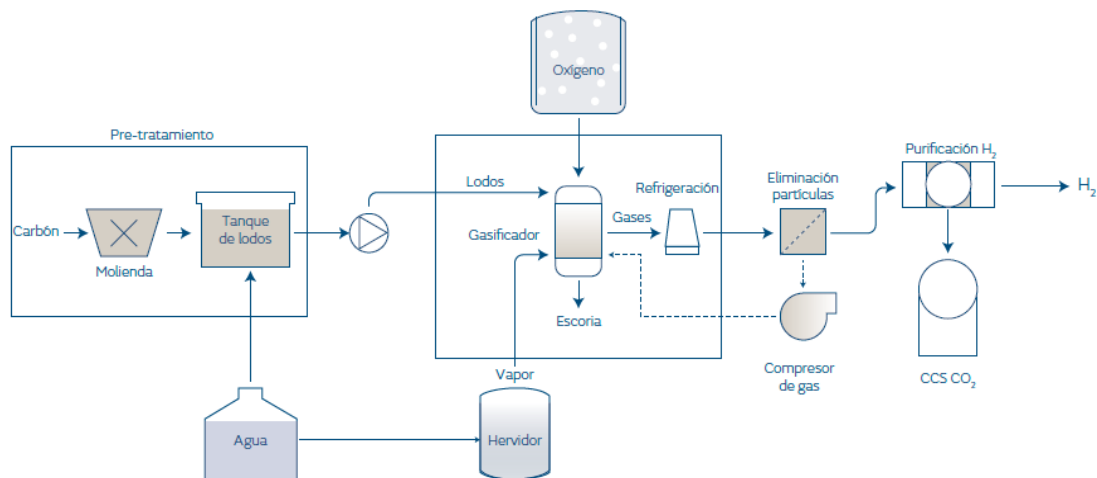 Oxígeno
Pre-tratamiento
Purificación H₂
Lodos
Refrigeración
Eliminación
partículas
H₂
Carbón
Tanque
de lodos
Gasificador
Gases
Molienda
Escoria
Compresor
de gas
CCS CO₂
Vapor
Agua
Hervidor